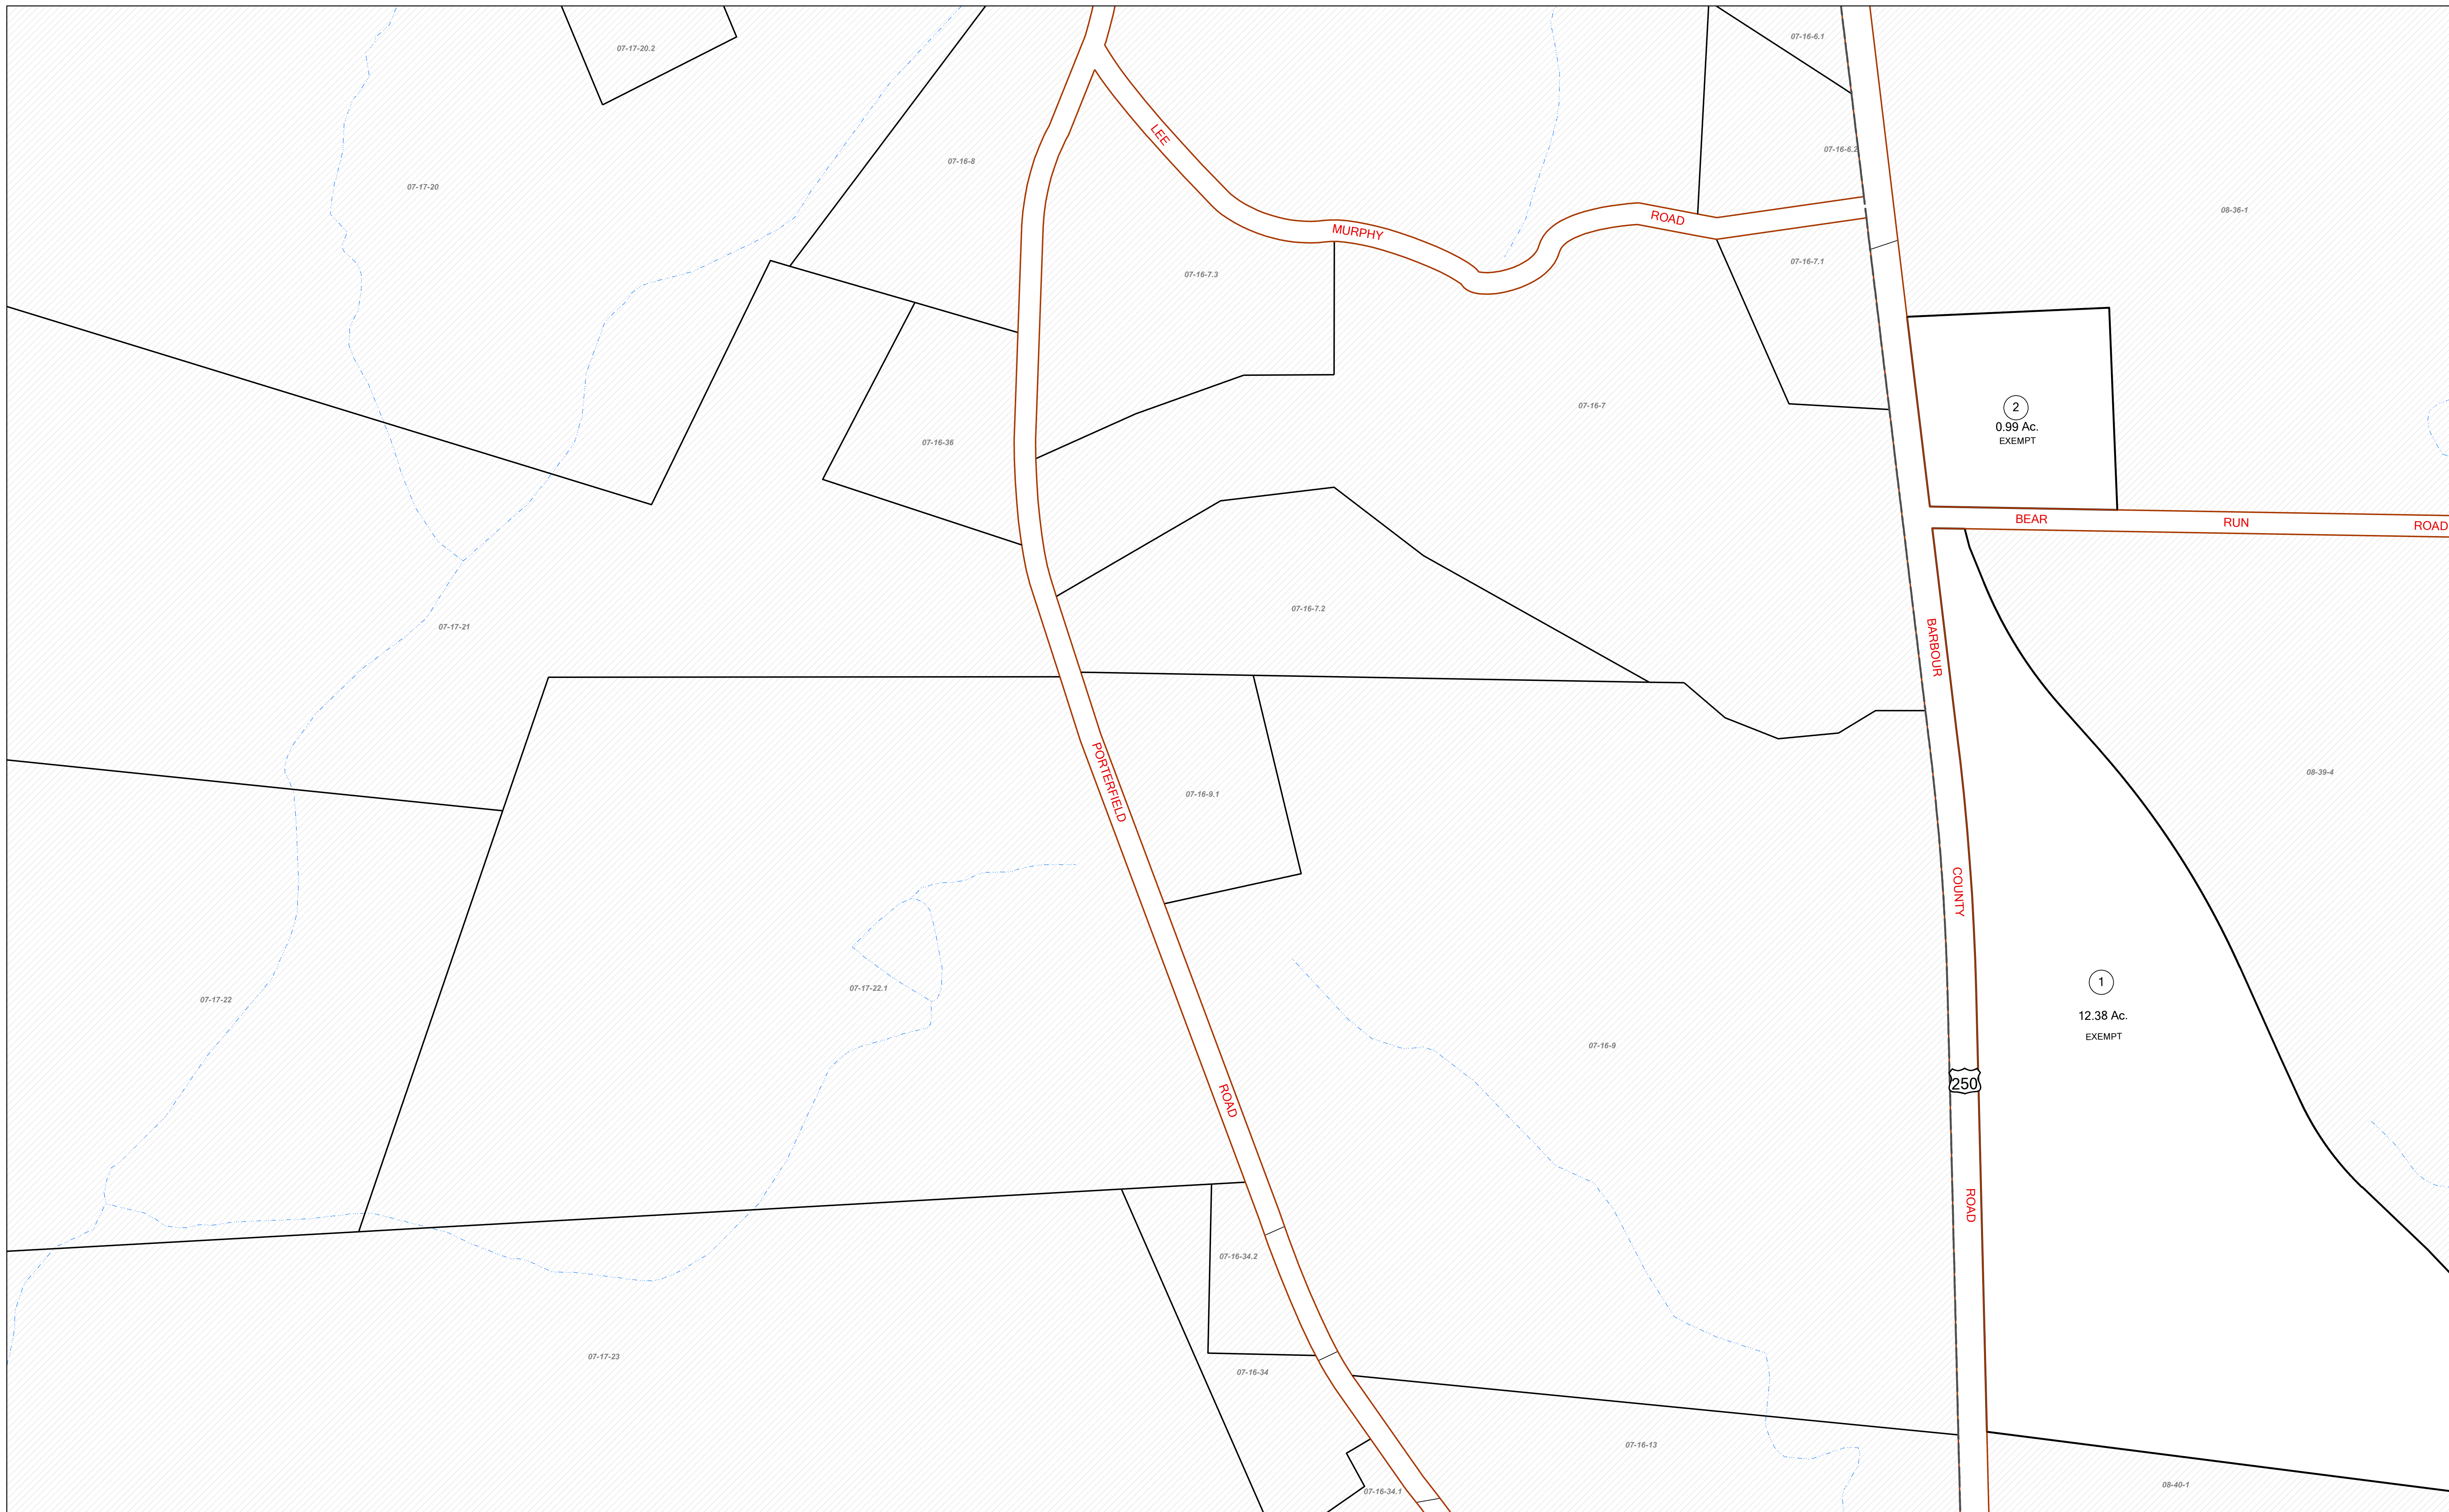 07-16-6.1
07-17-20.2
LEE
07-16-6.2
07-16-8
07-17-20
08-36-1
ROAD
MURPHY
07-16-7.1
07-16-7.3
07-16-7
2
0.99 Ac.
EXEMPT
07-16-36
BEAR RUN ROAD
07-16-7.2
07-17-21
BARBOUR
08-39-4
PORTERFIELD
07-16-9.1
COUNTY
1
07-17-22.1
07-17-22
12.38 Ac.
EXEMPT
07-16-9
250
ROAD
ROAD
07-16-34.2
07-17-23
07-16-34
07-16-13
08-40-1
07-16-34.1